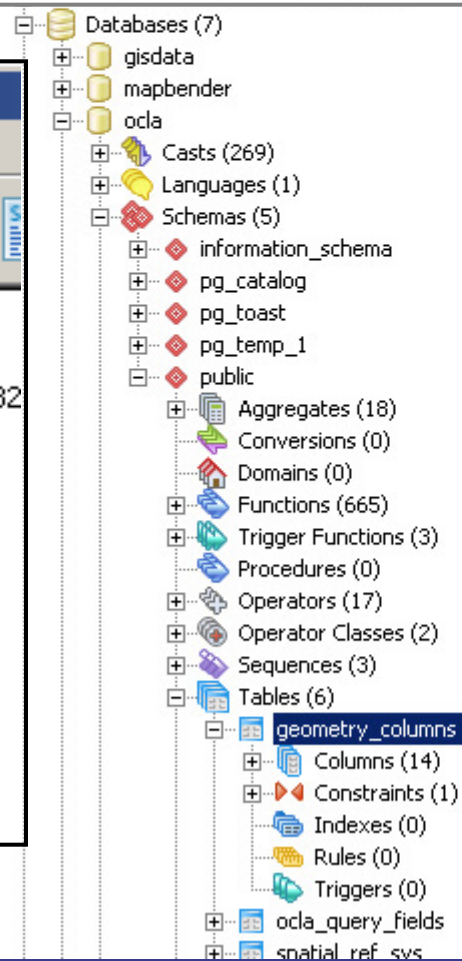 Databases (7)
gisdata
mapbender
ocla
Casts (269)
Languages (1)
Schemas (5)
information_schema
pg_catalog
pg_toast
pg_temp_1
public
32
Aggregates (18)
Conversions (0)
Domains (0)
Functions (665)
Trigger Functions (3)
Procedures (0)
Operators (17)
Operator Classes (2)
Sequences (3)
Tables (6)
geometry_columns
Columns (14)
Constraints (1)
Indexes (0)
Rules (0)
Triggers (0)
ocla_query_fields
spatial_ref_sys